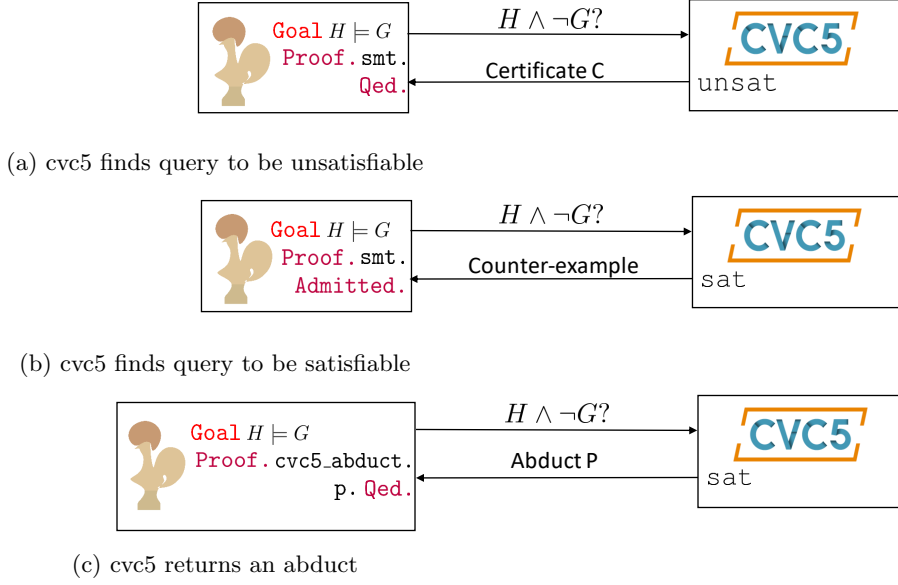 Goal H ⊨ G
Proof.smt.
Qed.
H ∧ ¬G?
Certificate C
CVC5
unsat
(a) cvc5 finds query to be unsatisfiable
Goal H ⊨ G
Proof.smt.
Admitted.
H ∧ ¬G?
Counter-example
CVC5
sat
(b) cvc5 finds query to be satisfiable
Goal H ⊨ G
Proof.cvc5_abduct.
p. Qed.
H ∧ ¬G?
Abduct P
CVC5
sat
(c) cvc5 returns an abduct